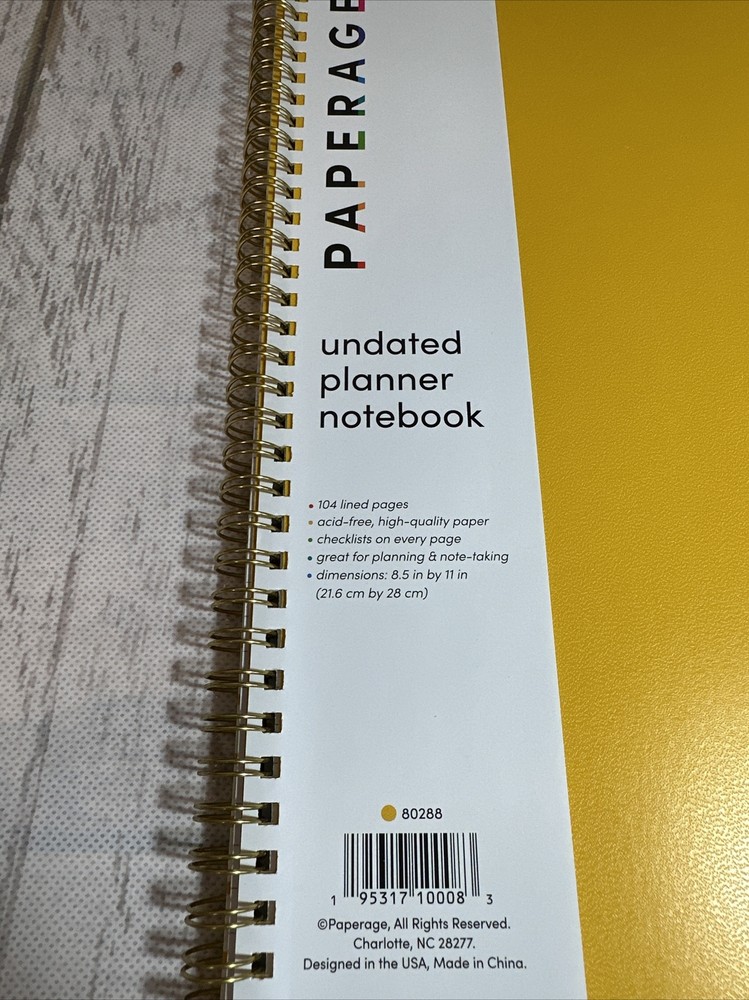 PAPERAGE
undated
planner
notebook
• 104 lined pages
• acid-free, high-quality paper
• checklists on every page
• great for planning & note-taking
• dimensions: 8.5 in by 11 in
(21.6 cm by 28 cm)
80288
1 95317 10008 3
©Paperage, All Rights Reserved.
Charlotte, NC 28277.
Designed in the USA, Made in China.